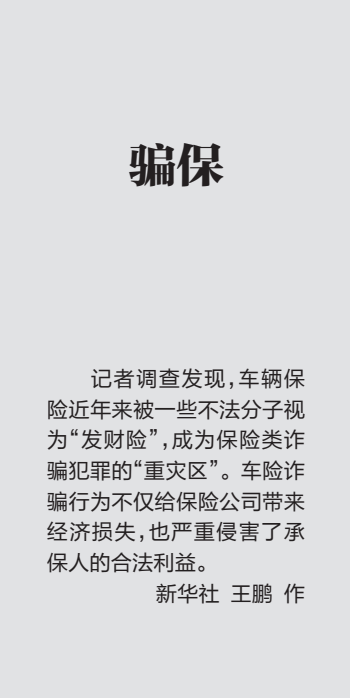 骗保
记者调查发现,车辆保
险近年来被一些不法分子视
为“发财险”,成为保险类诈
骗犯罪的“重灾区”。车险诈
骗行为不仅给保险公司带来
经济损失,也严重侵害了承
保人的合法利益。
新华社 王鹏 作